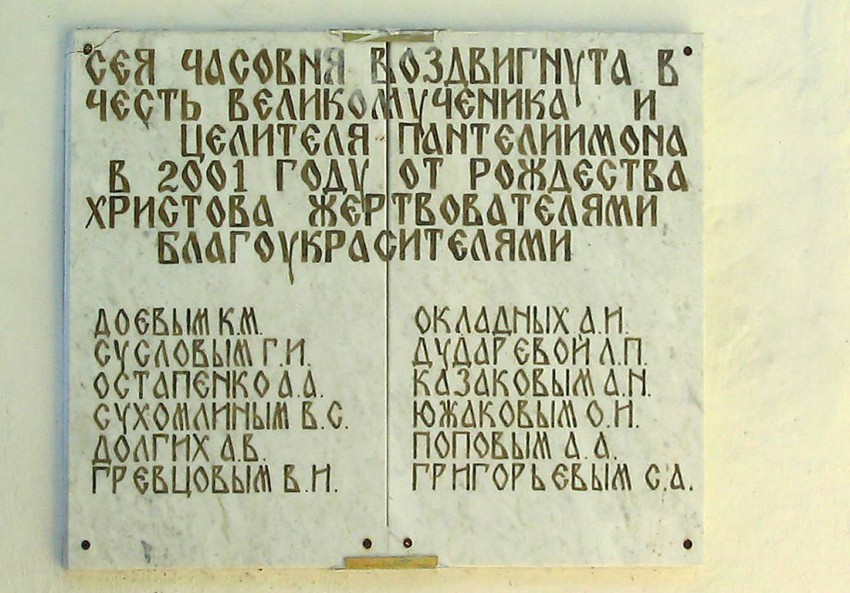 СЕЯ ЧАСОВНЯ ВОЗДВИГНУТА В
ЧЕСТЬ ВЕЛИКОМУЧЕНИКА И
ЦЕЛИТЕЛЯ ПАНТЕЛИИМОНА
В 2001 ГОДУ ОТ РОЖДЕСТВА
ХРИСТОВА ЖЕРТВОВАТЕЛЯМИ
БЛАГОУКРАСИТЕЛЯМИ
ДОЕВЫМ К.М.
СУСЛОВЫМ Г.И.
ОСТАПЕНКО А.А.
СУХОМЛИНЫМ В.С.
ДОЛГИХ А.В.
ГРЕВЦОВЫМ В.И.
ОКЛАДНЫХ А.И.
ДУДАРЕВОЙ Л.П.
КАЗАКОВЫМ А.Н.
ЮЖАКОВЫМ О.И.
ПОПОВЫМ А.А.
ГРИГОРЬЕВЫМ С.А.